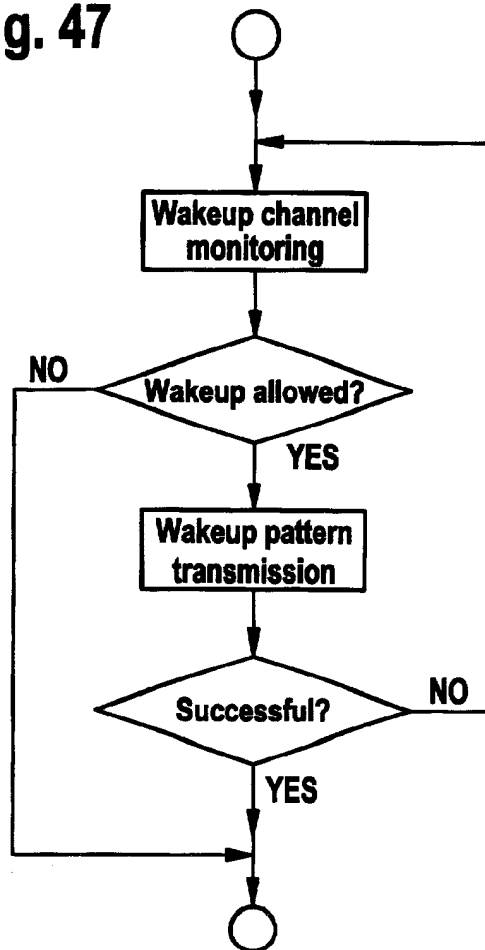 g. 47
Wakeup channel
monitoring
NO
Wakeup allowed?
YES
Wakeup pattern
transmission
Successful?
NO
YES